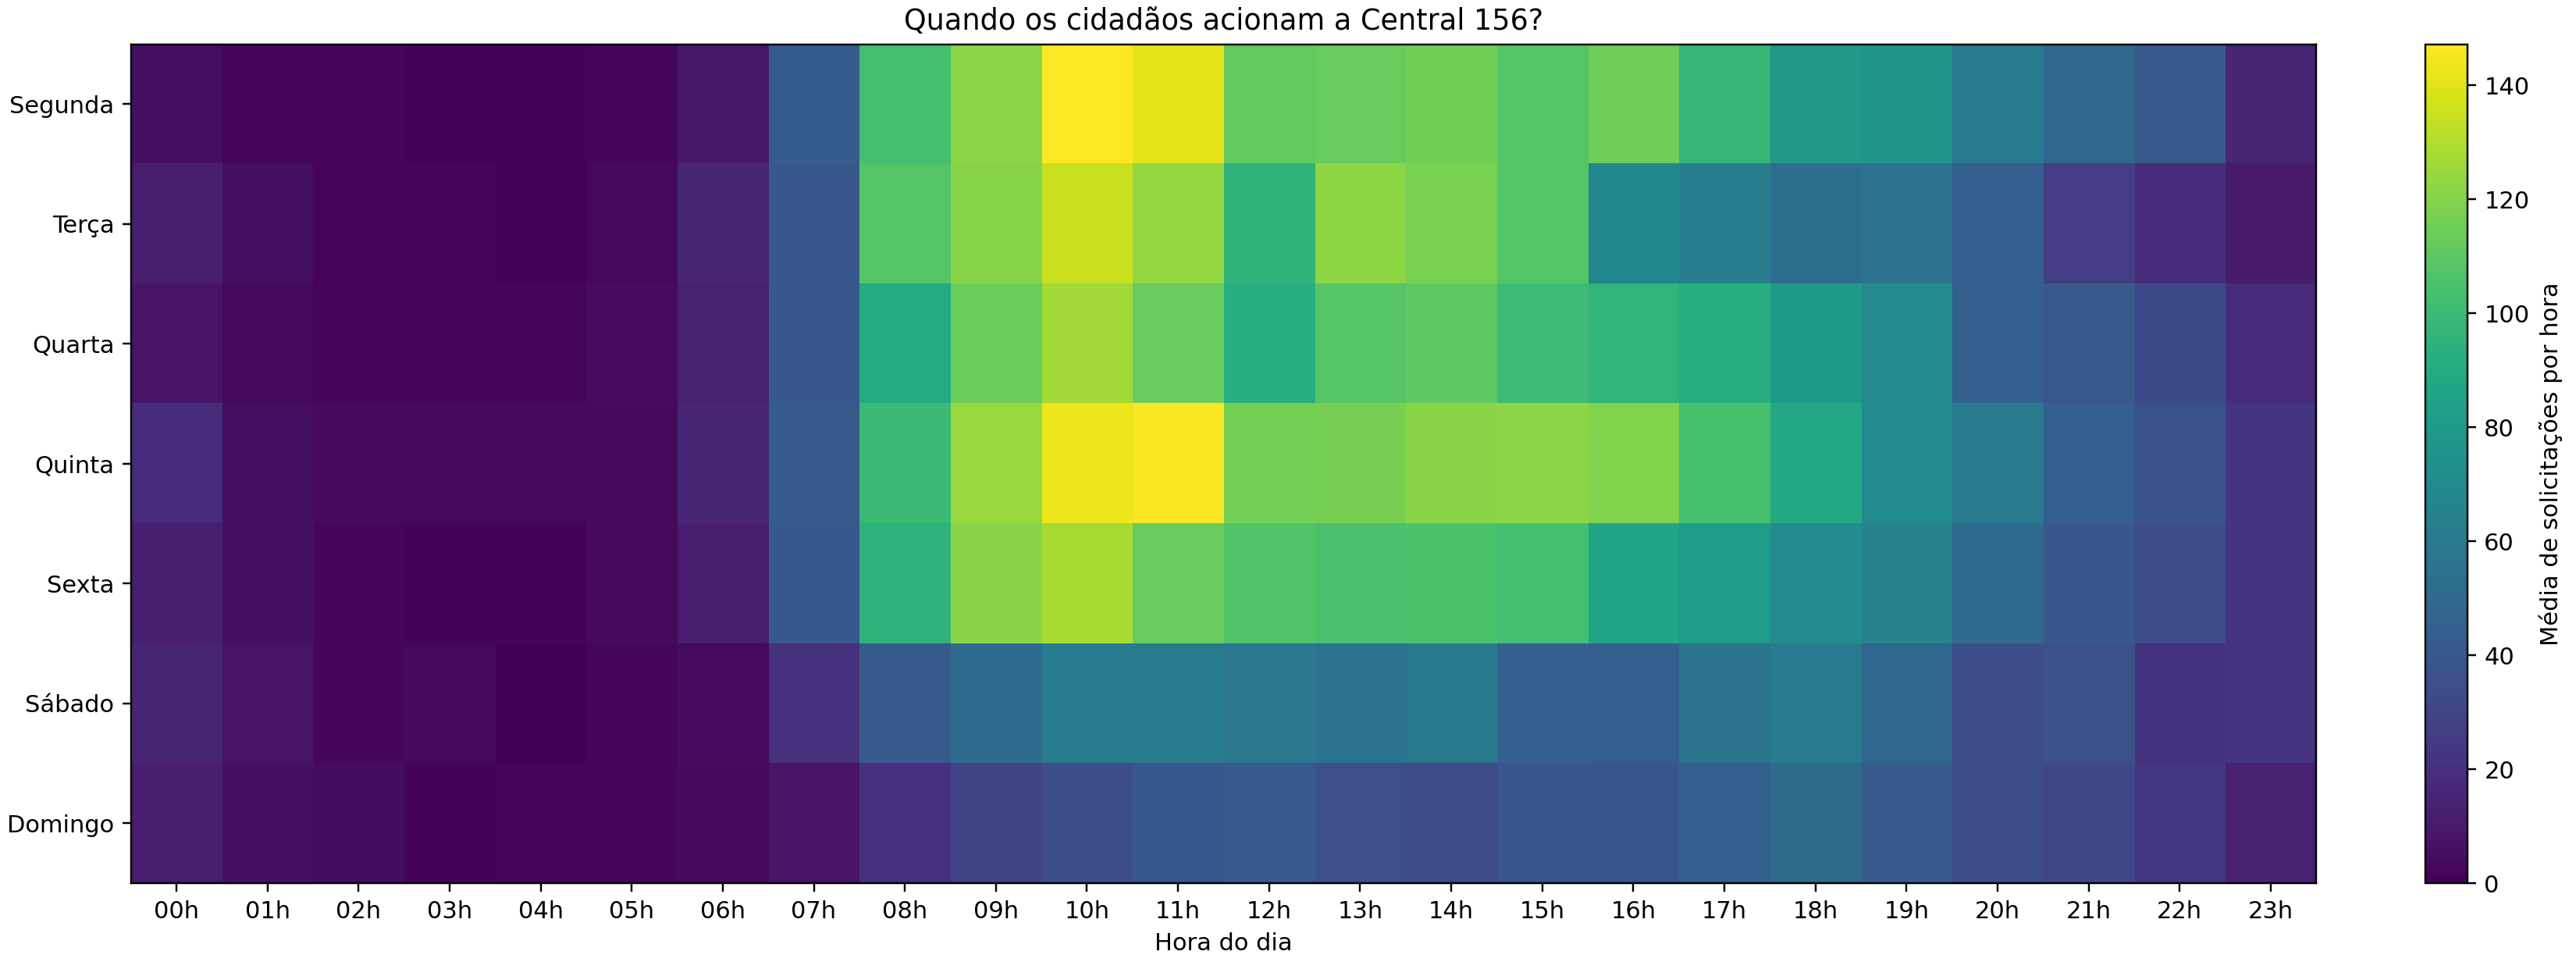 Quando os cidadãos acionam a Central 156?
Segunda
Terça
Quarta
Quinta
Sexta
Sábado
Domingo
00h 01h 02h 03h 04h 05h 06h 07h 08h 09h 10h 11h 12h 13h 14h 15h 16h 17h 18h 19h 20h 21h 22h 23h
Hora do dia
140
120
100
80
60
40
20
0
Média de solicitações por hora